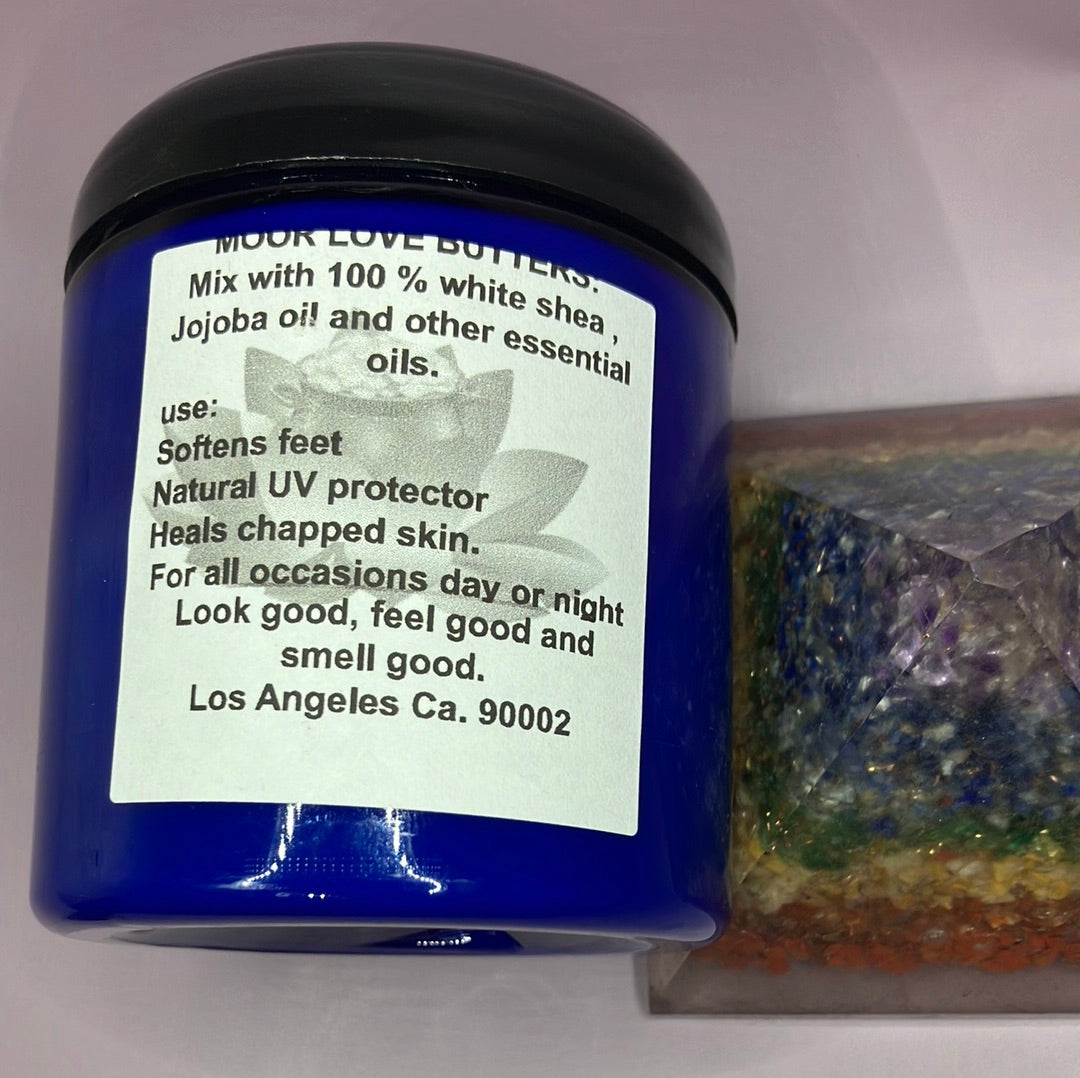 MOOR LOVE BUTTERS:
Mix with 100 % white shea ,
Jojoba oil and other essential
oils.
use:
Softens feet
Natural UV protector
Heals chapped skin.
For all occasions day or night
Look good, feel good and
smell good.
Los Angeles Ca. 90002